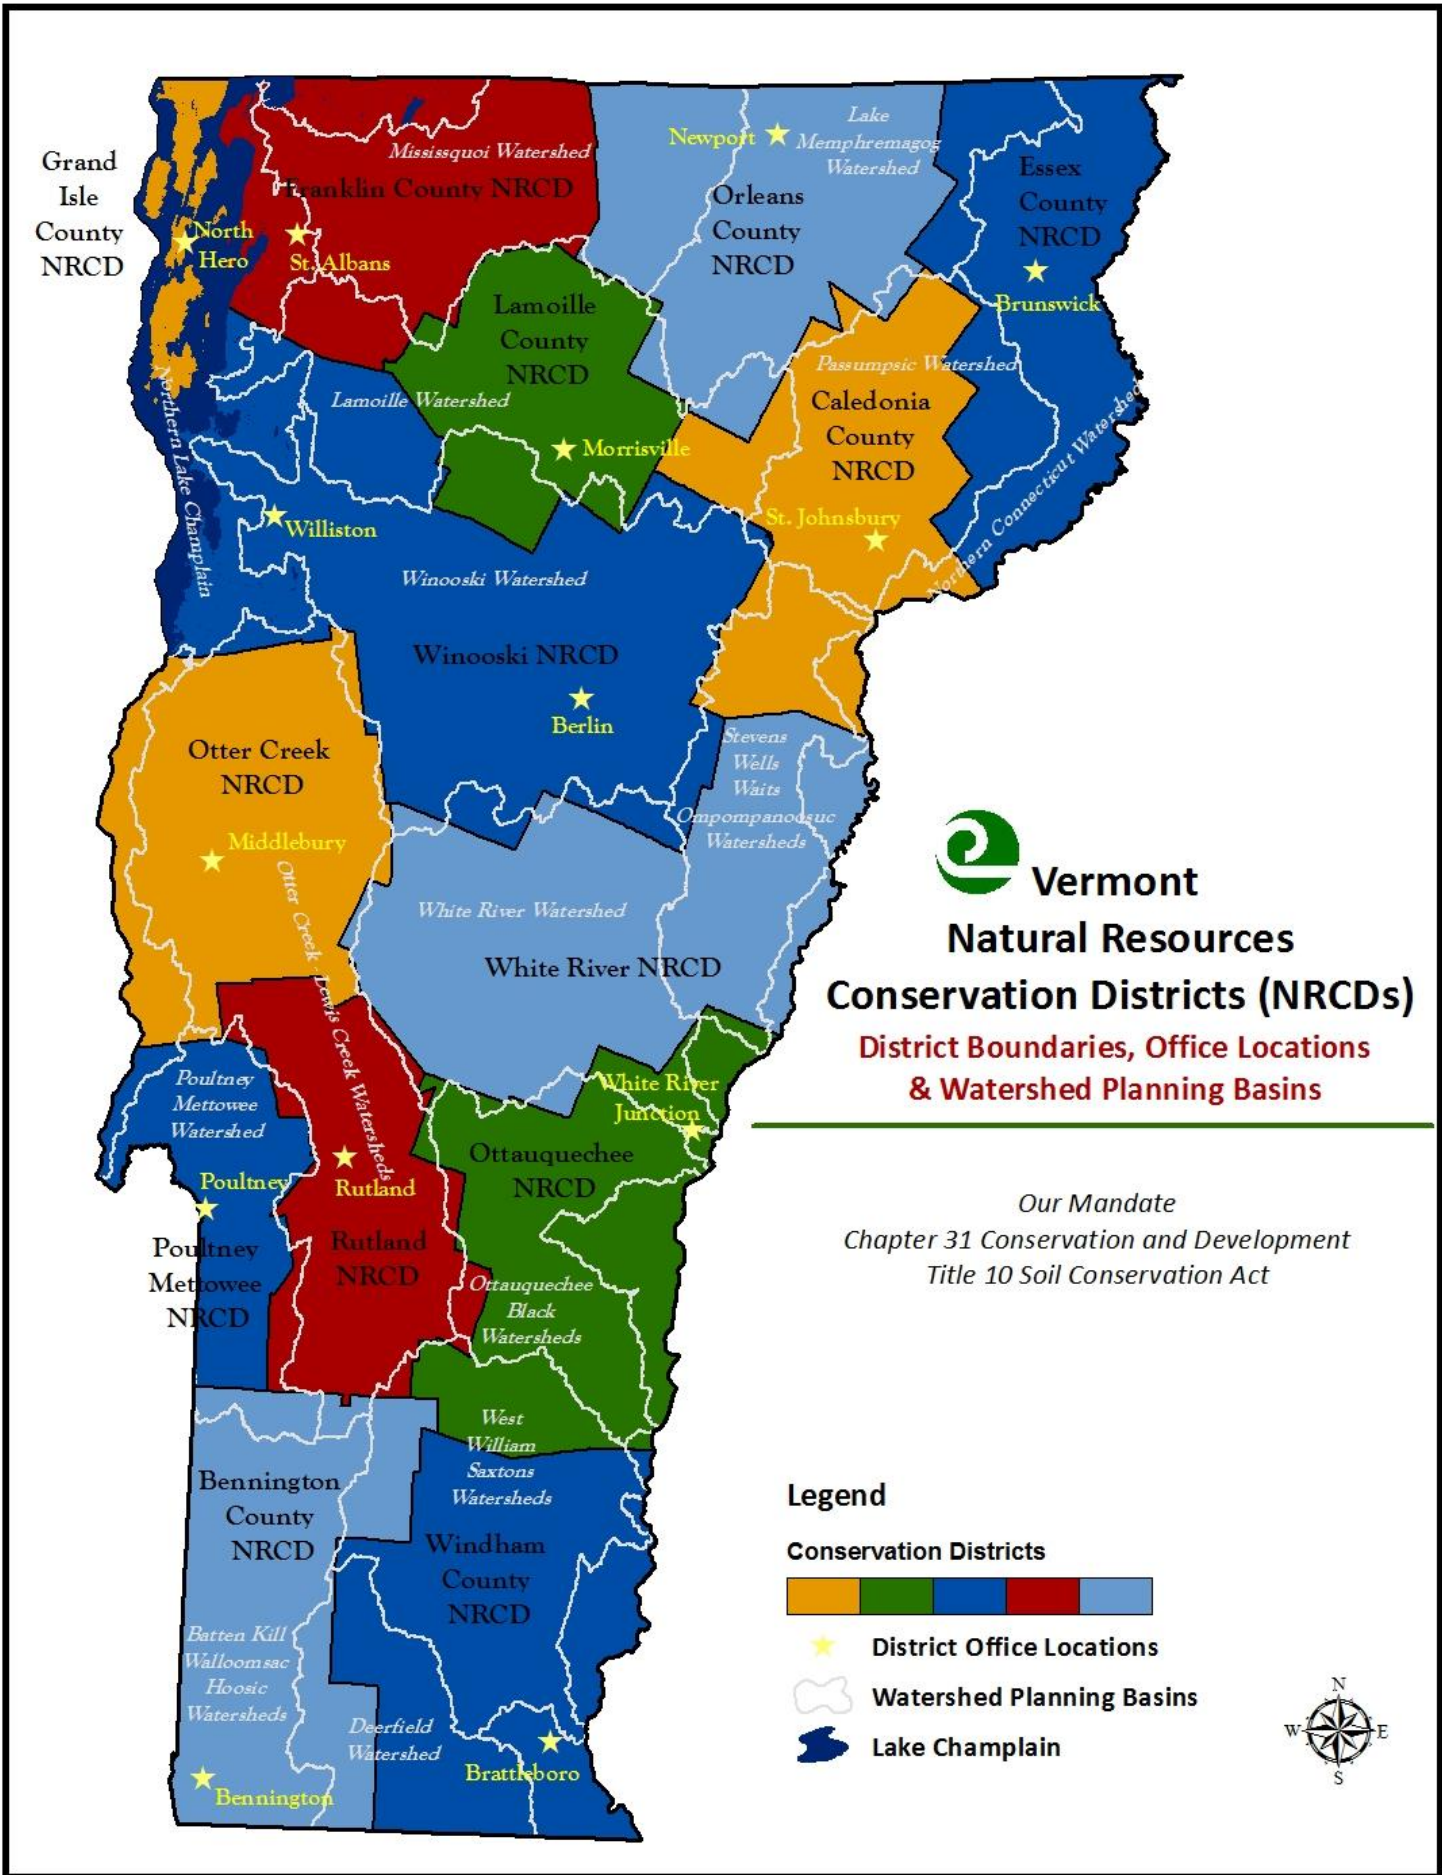 Grand
Isle
County
NRCD
North
Hero
Mississquoi Watershed
Franklin County NRCD
St. Albans
Newport
Lake
Memphremagog
Watershed
Orleans
County
NRCD
Essex
County
NRCD
Brunswick
Lamoille
County
NRCD
Lamoille Watershed
Morrisville
Passumpsic Watershed
Caledonia
County
NRCD
St. Johnsbury
Northern Connecticut Watershed
Northern Lake Champlain
Williston
Winooski Watershed
Winooski NRCD
Berlin
Otter Creek
NRCD
Middlebury
Otter Creek - Lewis Creek Watersheds
Stevens
Wells
Waits
Ompompanoosuc
Watersheds
White River Watershed
White River NRCD
Vermont
Natural Resources
Conservation Districts (NRCDs)
District Boundaries, Office Locations
& Watershed Planning Basins
Our Mandate
Chapter 31 Conservation and Development
Title 10 Soil Conservation Act
Poultney
Mettowee
Watershed
Poultney
Poultney
Mettowee
NRCD
Rutland
Rutland
NRCD
White River
Junction
Ottauquechee
NRCD
Ottauquechee
Black
Watersheds
West
William
Saxtons
Watersheds
Bennington
County
NRCD
Windham
County
NRCD
Batten Kill
Walloomsac
Hoosic
Watersheds
Deerfield
Watershed
Brattleboro
Bennington
Legend
Conservation Districts
District Office Locations
Watershed Planning Basins
Lake Champlain
N
W
E
S